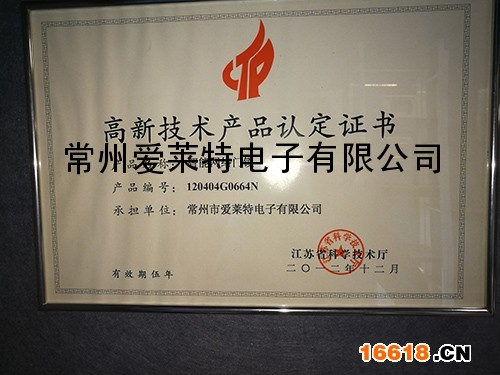 CTP
高新技术产品认定证书
常州爱莱特电子有限公司
产品编号：120404G0664N
承担单位：常州市爱莱特电子有限公司
江苏省科学技术厅
二〇一二年十二月
有效期伍年
16618.CN